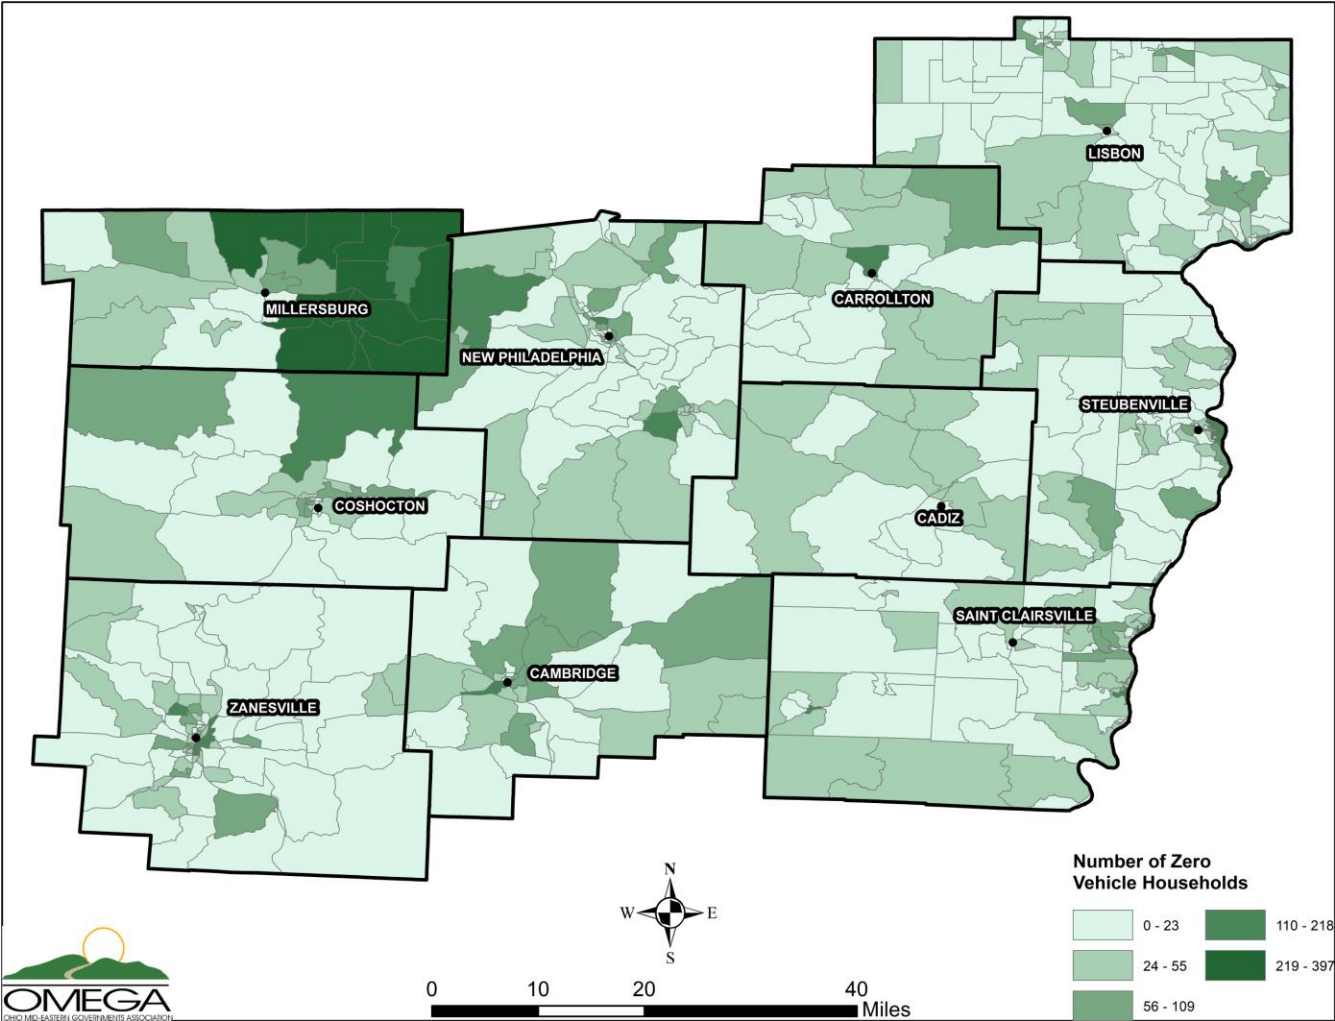 LISBON
MILLERSBURG
CARROLLTON
NEW PHILADELPHIA
STEUBENVILLE
COSHOCTON
CADIZ
SAINT CLAIRSVILLE
CAMBRIDGE
ZANESVILLE
Number of Zero
Vehicle Households
0 - 23
110 - 218
24 - 55
219 - 397
56 - 109
N
W E
S
0 10 20 40
Miles
OMEGA
OHIO MID-EASTERN GOVERNMENTS ASSOCIATION